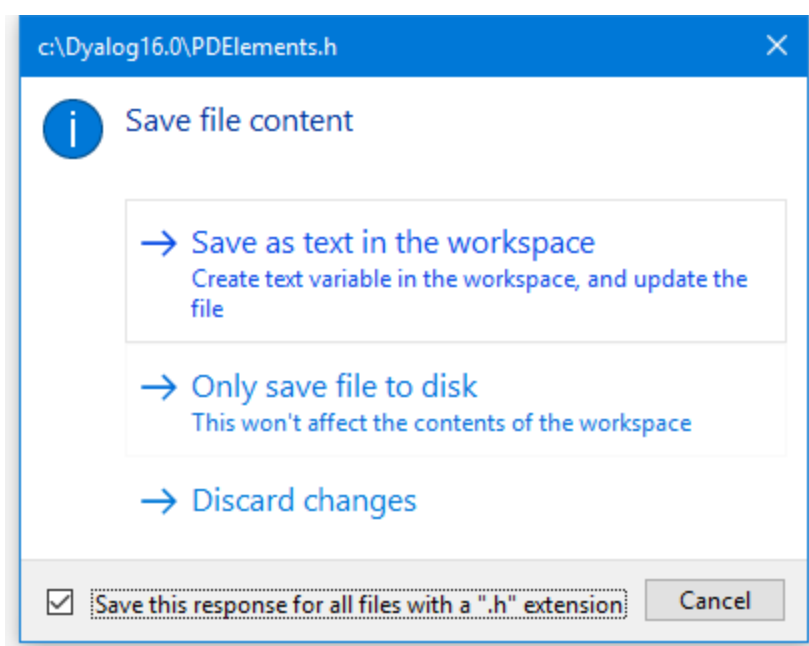 c:\Dyalog16.0\PDElements.h
Save file content
Save as text in the workspace
Create text variable in the workspace, and update the
file
Only save file to disk
This won't affect the contents of the workspace
Discard changes
Save this response for all files with a ".h" extension
Cancel